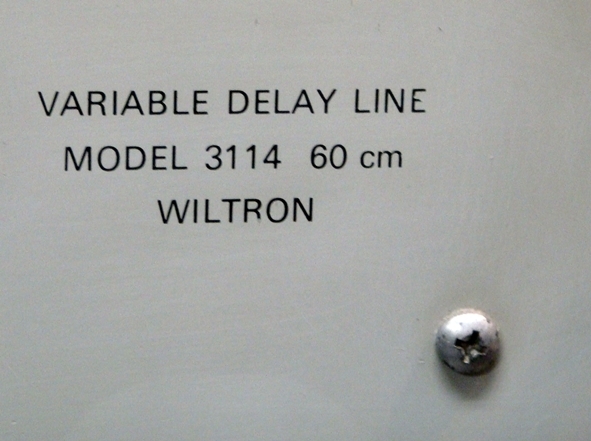 VARIABLE DELAY LINE
MODEL 3114 60 cm
WILTRON